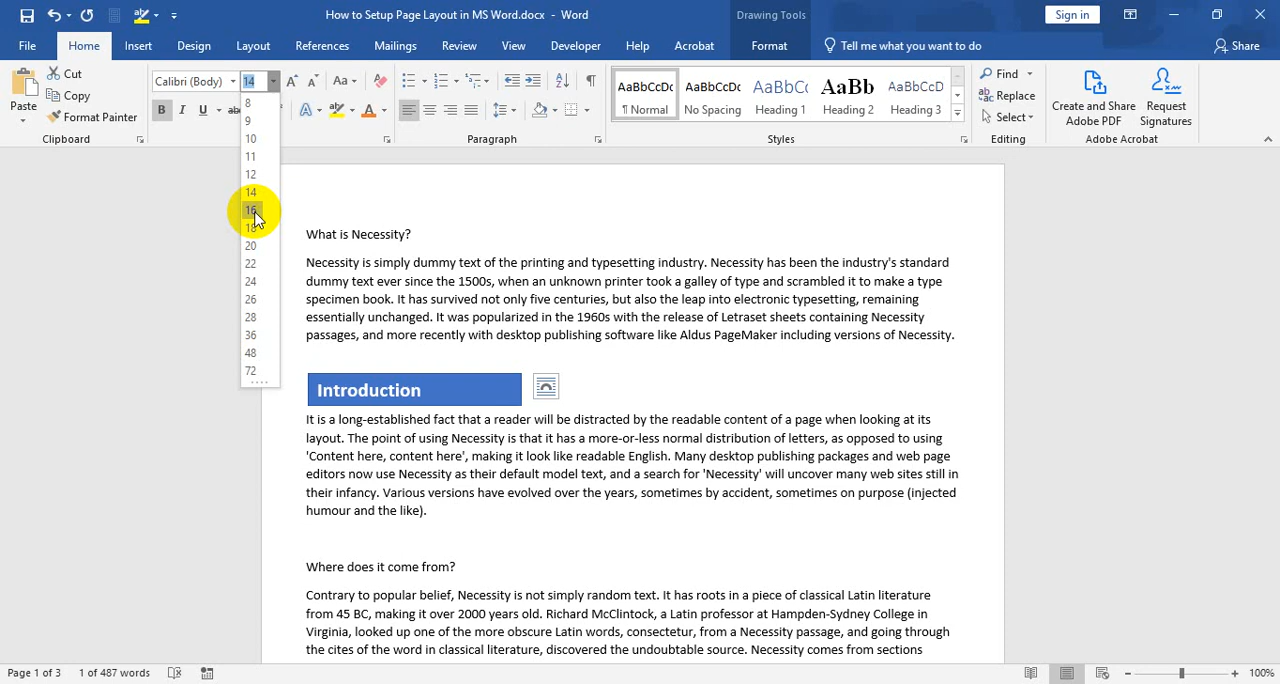 How to Setup Page Layout in MS Word.docx - Word
Drawing Tools
Sign in
File Home Insert Design Layout References Mailings Review View Developer Help Acrobat Format Tell me what you want to do Share
Paste
Cut
Copy
Format Painter
Clipboard
Calibri (Body) 14
Aa
B I U
A
A
8
9
10
11
12
14
16
18
20
22
24
26
28
36
48
72
Paragraph
AaBbCcDc
¶ Normal
AaBbCcDc
No Spacing
AaBbCc
Heading 1
AaBb
Heading 2
AaBbCcD
Heading 3
Styles
Find
Replace
Select
Editing
Create and Share
Adobe PDF
Request
Signatures
Adobe Acrobat
What is Necessity?
Necessity is simply dummy text of the printing and typesetting industry. Necessity has been the industry's standard
dummy text ever since the 1500s, when an unknown printer took a galley of type and scrambled it to make a type
specimen book. It has survived not only five centuries, but also the leap into electronic typesetting, remaining
essentially unchanged. It was popularized in the 1960s with the release of Letraset sheets containing Necessity
passages, and more recently with desktop publishing software like Aldus PageMaker including versions of Necessity.
Introduction
It is a long-established fact that a reader will be distracted by the readable content of a page when looking at its
layout. The point of using Necessity is that it has a more-or-less normal distribution of letters, as opposed to using
'Content here, content here', making it look like readable English. Many desktop publishing packages and web page
editors now use Necessity as their default model text, and a search for 'Necessity' will uncover many web sites still in
their infancy. Various versions have evolved over the years, sometimes by accident, sometimes on purpose (injected
humour and the like).
Where does it come from?
Contrary to popular belief, Necessity is not simply random text. It has roots in a piece of classical Latin literature
from 45 BC, making it over 2000 years old. Richard McClintock, a Latin professor at Hampden-Sydney College in
Virginia, looked up one of the more obscure Latin words, consectetur, from a Necessity passage, and going through
the cites of the word in classical literature, discovered the undoubtable source. Necessity comes from sections
Page 1 of 3 1 of 487 words 100%